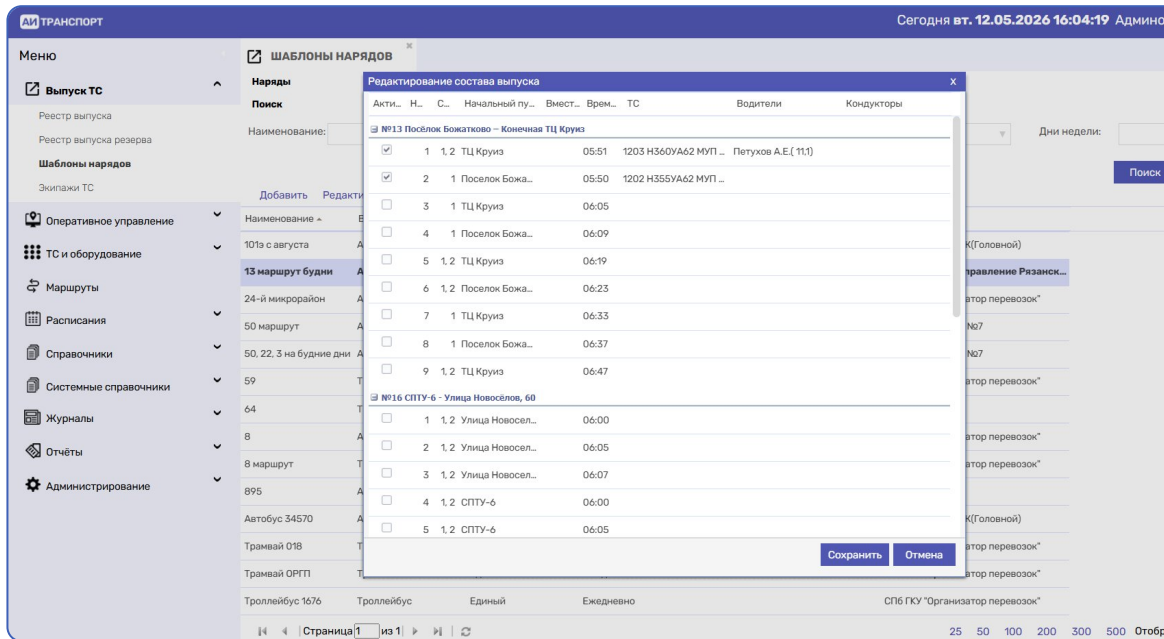 АИ ТРАНСПОРТ
Сегодня вт. 12.05.2026 16:04:19 Админо
Меню
Выпуск ТС
Реестр выпуска
Реестр выпуска резерва
Шаблоны нарядов
Экипажи ТС
Оперативное управление
ТС и оборудование
Маршруты
Расписания
Справочники
Системные справочники
Журналы
Отчёты
Администрирование
ШАБЛОНЫ НАРЯДОВ
Наряды
Поиск
Наименование:
Дни недели:
Поиск
Добавить Редакти
Наименование
101э с августа К(Головной)
13 маршрут будни правление Рязанск...
24-й микрорайон атор перевозок"
50 маршрут №7
50, 22, 3 на будние дни №7
59 атор перевозок"
64
8 атор перевозок"
8 маршрут атор перевозок"
895
Автобус 34570 К(Головной)
Трамвай 018 атор перевозок"
Трамвай ОРГП атор перевозок"
Троллейбус 1676 Троллейбус Единый Ежедневно СПб ГКУ "Организатор перевозок"
Страница 1 из 1
25 50 100 200 300 500 Отобр
Редактирование состава выпуска X
Акти... Н... С... Начальный пу... Вмест... Врем... ТС Водители Кондукторы
№13 Посёлок Божатково – Конечная ТЦ Круиз
1 1, 2 ТЦ Круиз 05:51 1203 Н360УА62 МУП ... Петухов А.Е.( 11,1)
2 1 Поселок Божа... 05:50 1202 Н355УА62 МУП ...
3 1 ТЦ Круиз 06:05
4 1 Поселок Божа... 06:09
5 1, 2 ТЦ Круиз 06:19
6 1, 2 Поселок Божа... 06:23
7 1 ТЦ Круиз 06:33
8 1 Поселок Божа... 06:37
9 1, 2 ТЦ Круиз 06:47
№16 СПТУ-6 - Улица Новосёлов, 60
1 1, 2 Улица Новосел... 06:00
2 1, 2 Улица Новосел... 06:05
3 1, 2 Улица Новосел... 06:07
4 1, 2 СПТУ-6 06:00
5 1, 2 СПТУ-6 06:05
Сохранить Отмена